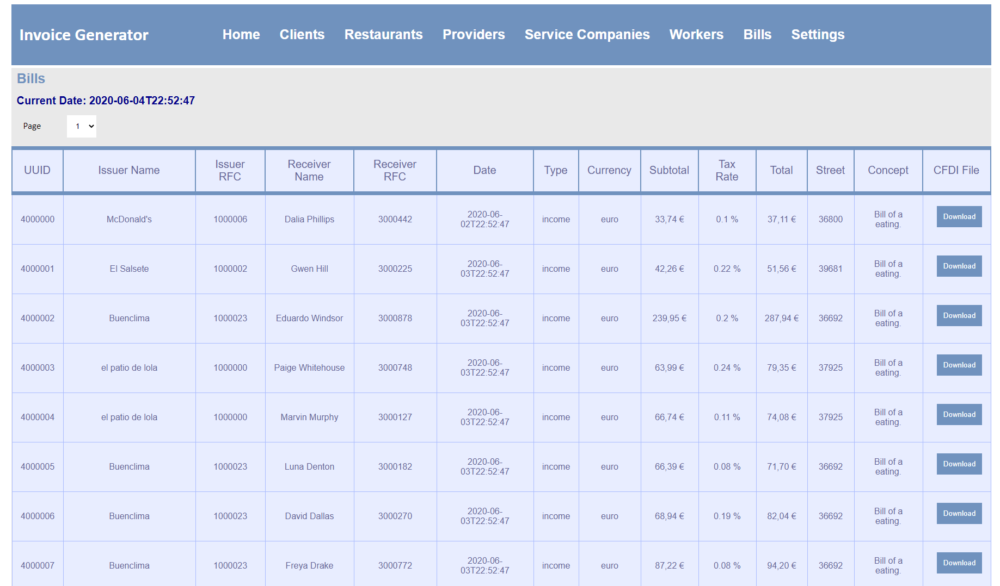 Invoice Generator Home Clients Restaurants Providers Service Companies Workers Bills Settings
Bills
Current Date: 2020-06-04T22:52:47
Page 1
UUID Issuer Name Issuer RFC Receiver Name Receiver RFC Date Type Currency Subtotal Tax Rate Total Street Concept CFDI File
4000000 McDonald's 1000006 Dalia Phillips 3000442 2020-06-02T22:52:47 income euro 33,74 € 0.1 % 37,11 € 36800 Bill of a eating. Download
4000001 El Salsete 1000002 Gwen Hill 3000225 2020-06-03T22:52:47 income euro 42,26 € 0.22 % 51,56 € 39681 Bill of a eating. Download
4000002 Buenclima 1000023 Eduardo Windsor 3000878 2020-06-03T22:52:47 income euro 239,95 € 0.2 % 287,94 € 36692 Bill of a eating. Download
4000003 el patio de lola 1000000 Paige Whitehouse 3000748 2020-06-03T22:52:47 income euro 63,99 € 0.24 % 79,35 € 37925 Bill of a eating. Download
4000004 el patio de lola 1000000 Marvin Murphy 3000127 2020-06-03T22:52:47 income euro 66,74 € 0.11 % 74,08 € 37925 Bill of a eating. Download
4000005 Buenclima 1000023 Luna Denton 3000182 2020-06-03T22:52:47 income euro 66,39 € 0.08 % 71,70 € 36692 Bill of a eating. Download
4000006 Buenclima 1000023 David Dallas 3000270 2020-06-03T22:52:47 income euro 68,94 € 0.19 % 82,04 € 36692 Bill of a eating. Download
4000007 Buenclima 1000023 Freya Drake 3000772 2020-06-03T22:52:47 income euro 87,22 € 0.08 % 94,20 € 36692 Bill of a eating. Download